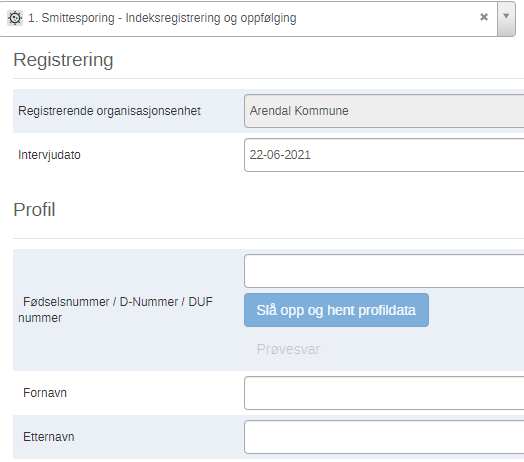 1. Smittesporing - Indeksregistrering og oppfølging
Registrering
Registrerende organisasjonsenhet
Arendal Kommune
Intervjudato
22-06-2021
Profil
Fødselsnummer / D-Nummer / DUF
nummer
Slå opp og hent profildata
Prøvesvar
Fornavn
Etternavn